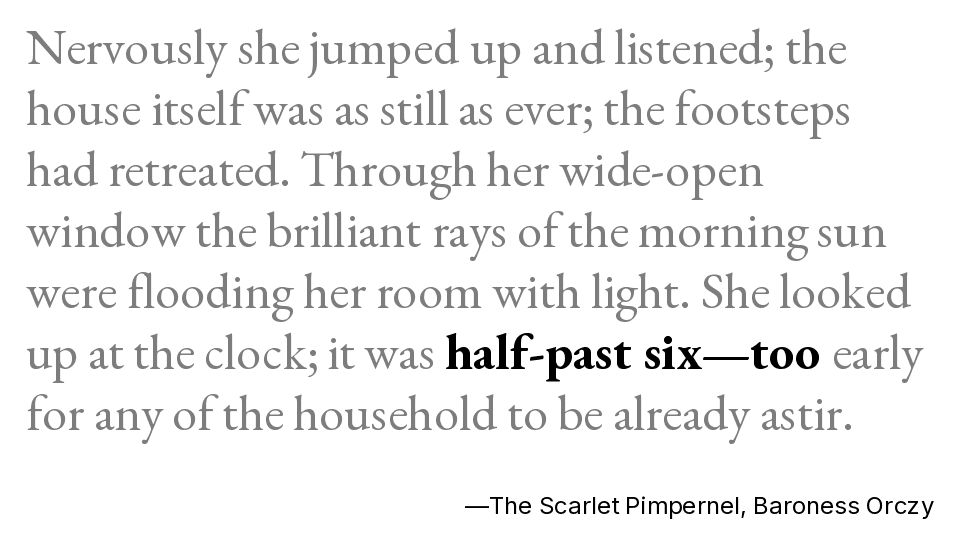 Nervously she jumped up and listened; the
house itself was as still as ever; the footsteps
had retreated. Through her wide-open
window the brilliant rays of the morning sun
were flooding her room with light. She looked
up at the clock; it was half-past six—too early
for any of the household to be already astir.
—The Scarlet Pimpernel, Baroness Orczy